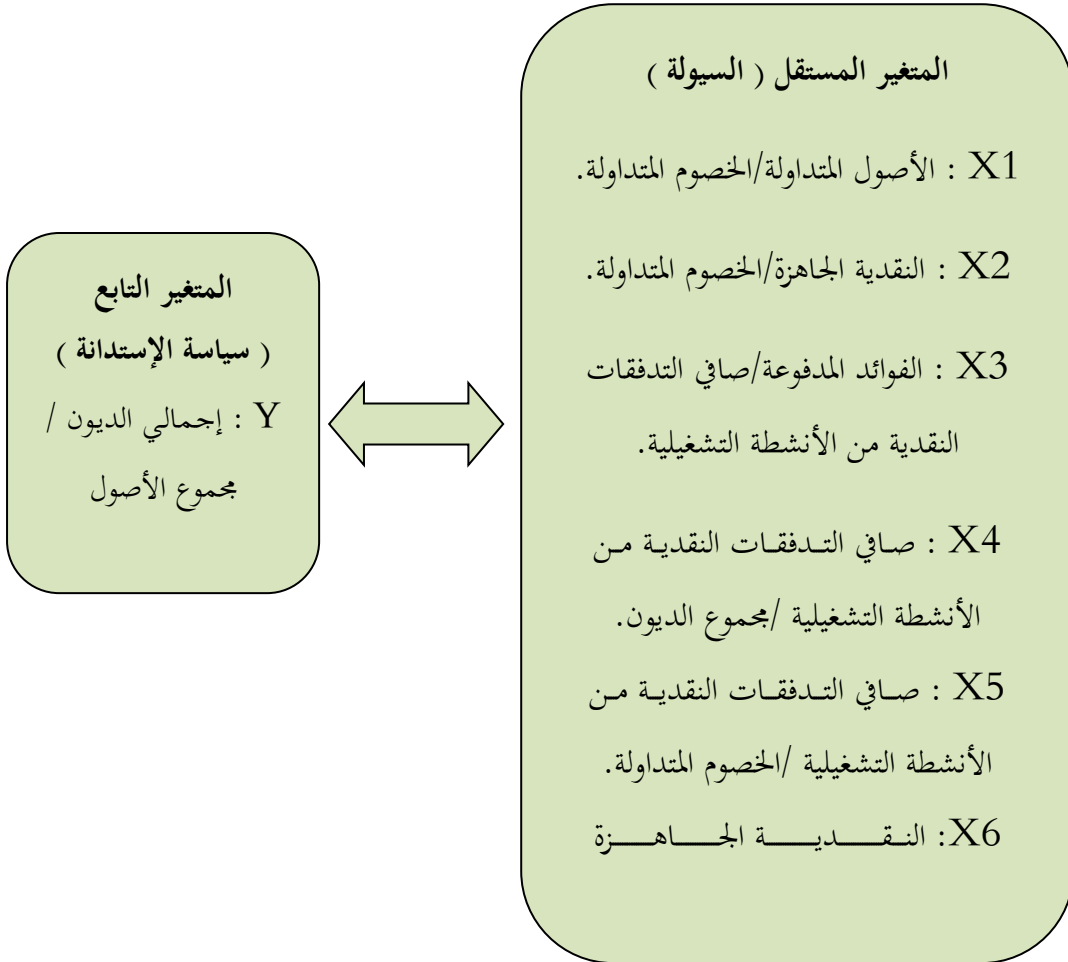 المتغير المستقل ( السيولة )
X1 : الأصول المتداولة/الخصوم المتداولة.
X2 : النقدية الجاهزة/الخصوم المتداولة.
X3 : الفوائد المدفوعة/صافي التدفقات
النقدية من الأنشطة التشغيلية.
X4 : صافي التدفقات النقدية من
الأنشطة التشغيلية /مجموع الديون.
X5 : صافي التدفقات النقدية من
الأنشطة التشغيلية /الخصوم المتداولة.
X6: النقديـة الجـاهـزة
المتغير التابع
( سياسة الإستدانة )
Y : إجمالي الديون /
مجموع الأصول